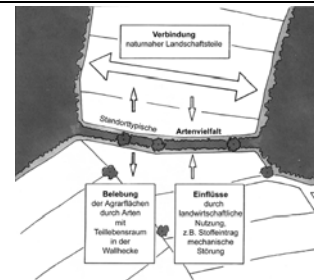 Verbindung
naturnaher Landschaftsteile
Standorttypische Artenvielfalt
Belebung
der Agrarflächen
durch Arten
mit
Teillebensraum
in der
Wallhecke
Einflüsse
durch
landwirtschaftliche
Nutzung,
z.B. Stoffeintrag
mechanische
Störung